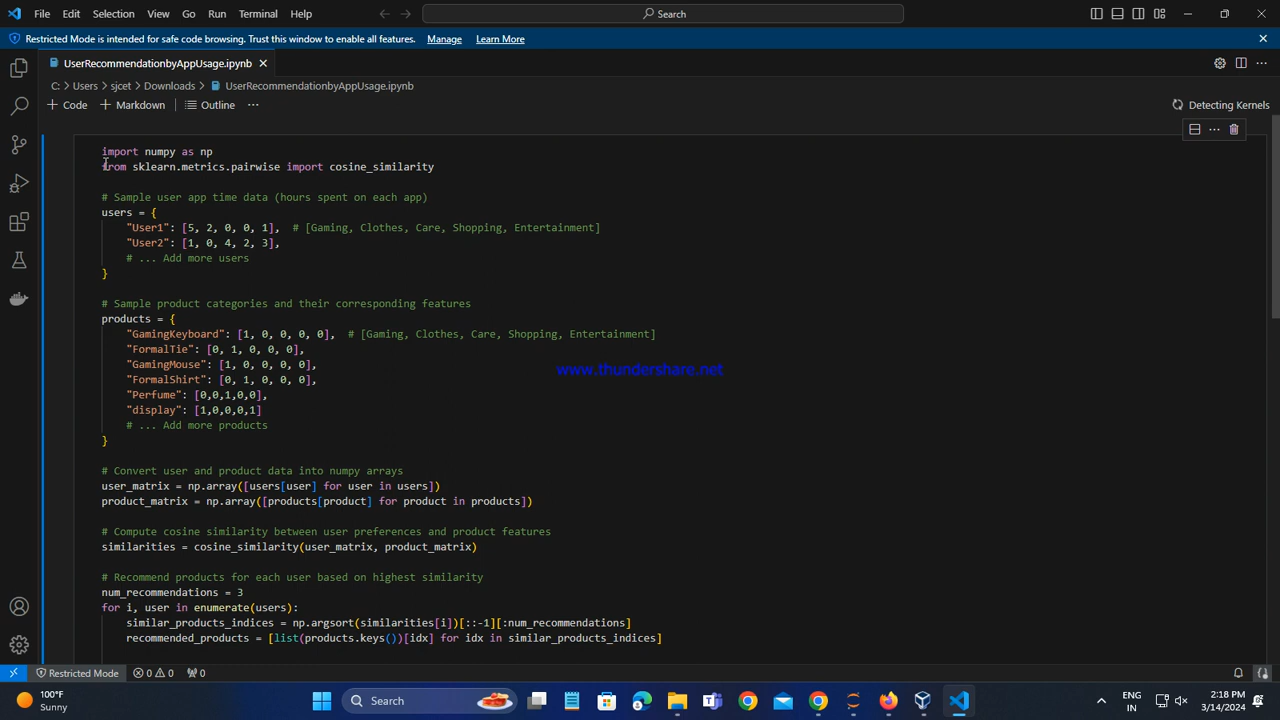 File Edit Selection View Go Run Terminal Help
Search
Restricted Mode is intended for safe code browsing. Trust this window to enable all features. Manage Learn More
UserRecommendationbyAppUsage.ipynb
C: > Users > sjcet > Downloads > UserRecommendationbyAppUsage.ipynb
+ Code + Markdown Outline ...
Detecting Kernels
import numpy as np
from sklearn.metrics.pairwise import cosine_similarity
# Sample user app time data (hours spent on each app)
users = {
"User1": [5, 2, 0, 0, 1], # [Gaming, Clothes, Care, Shopping, Entertainment]
"User2": [1, 0, 4, 2, 3],
# ... Add more users
}
# Sample product categories and their corresponding features
products = {
"GamingKeyboard": [1, 0, 0, 0, 0], # [Gaming, Clothes, Care, Shopping, Entertainment]
"FormalTie": [0, 1, 0, 0, 0],
"GamingMouse": [1, 0, 0, 0, 0],
www.thundershare.net
"FormalShirt": [0, 1, 0, 0, 0],
"Perfume": [0,0,1,0,0],
"display": [1,0,0,0,1]
# ... Add more products
}
# Convert user and product data into numpy arrays
user_matrix = np.array([users[user] for user in users])
product_matrix = np.array([products[product] for product in products])
# Compute cosine similarity between user preferences and product features
similarities = cosine_similarity(user_matrix, product_matrix)
# Recommend products for each user based on highest similarity
num_recommendations = 3
for i, user in enumerate(users):
similar_products_indices = np.argsort(similarities[i])[::-1][:num_recommendations]
recommended_products = [list(products.keys())[idx] for idx in similar_products_indices]
Restricted Mode 0 0 0
100°F
Sunny
Search
ENG
IN
2:18 PM
3/14/2024